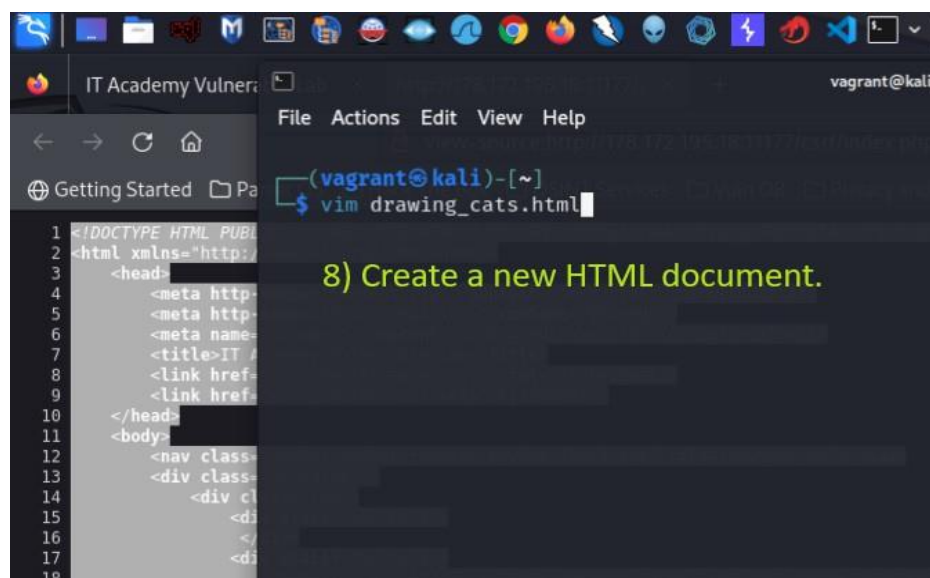 IT Academy Vulnera
vagrant@kali
File Actions Edit View Help
Getting Started Pa
(vagrant㉿kali)-[~]
$ vim drawing_cats.html
8) Create a new HTML document.
1 <!DOCTYPE HTML PUBL
2 <html xmlns="http:/
3 <head>
4 <meta http-
5 <meta http-
6 <meta name=
7 <title>IT A
8 <link href=
9 <link href=
10 </head>
11 <body>
12 <nav class=
13 <div class=
14 <div cl
15 <di
16 </
17 <di
18